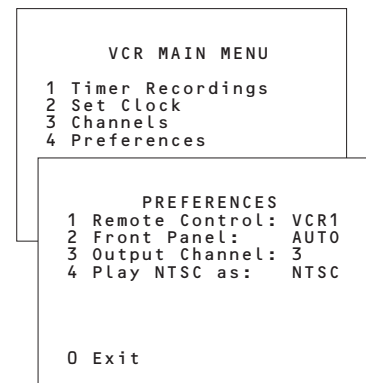 VCR MAIN MENU
1 Timer Recordings
2 Set Clock
3 Channels
4 Preferences
PREFERENCES
1 Remote Control: VCR1
2 Front Panel: AUTO
3 Output Channel: 3
4 Play NTSC as: NTSC
0 Exit